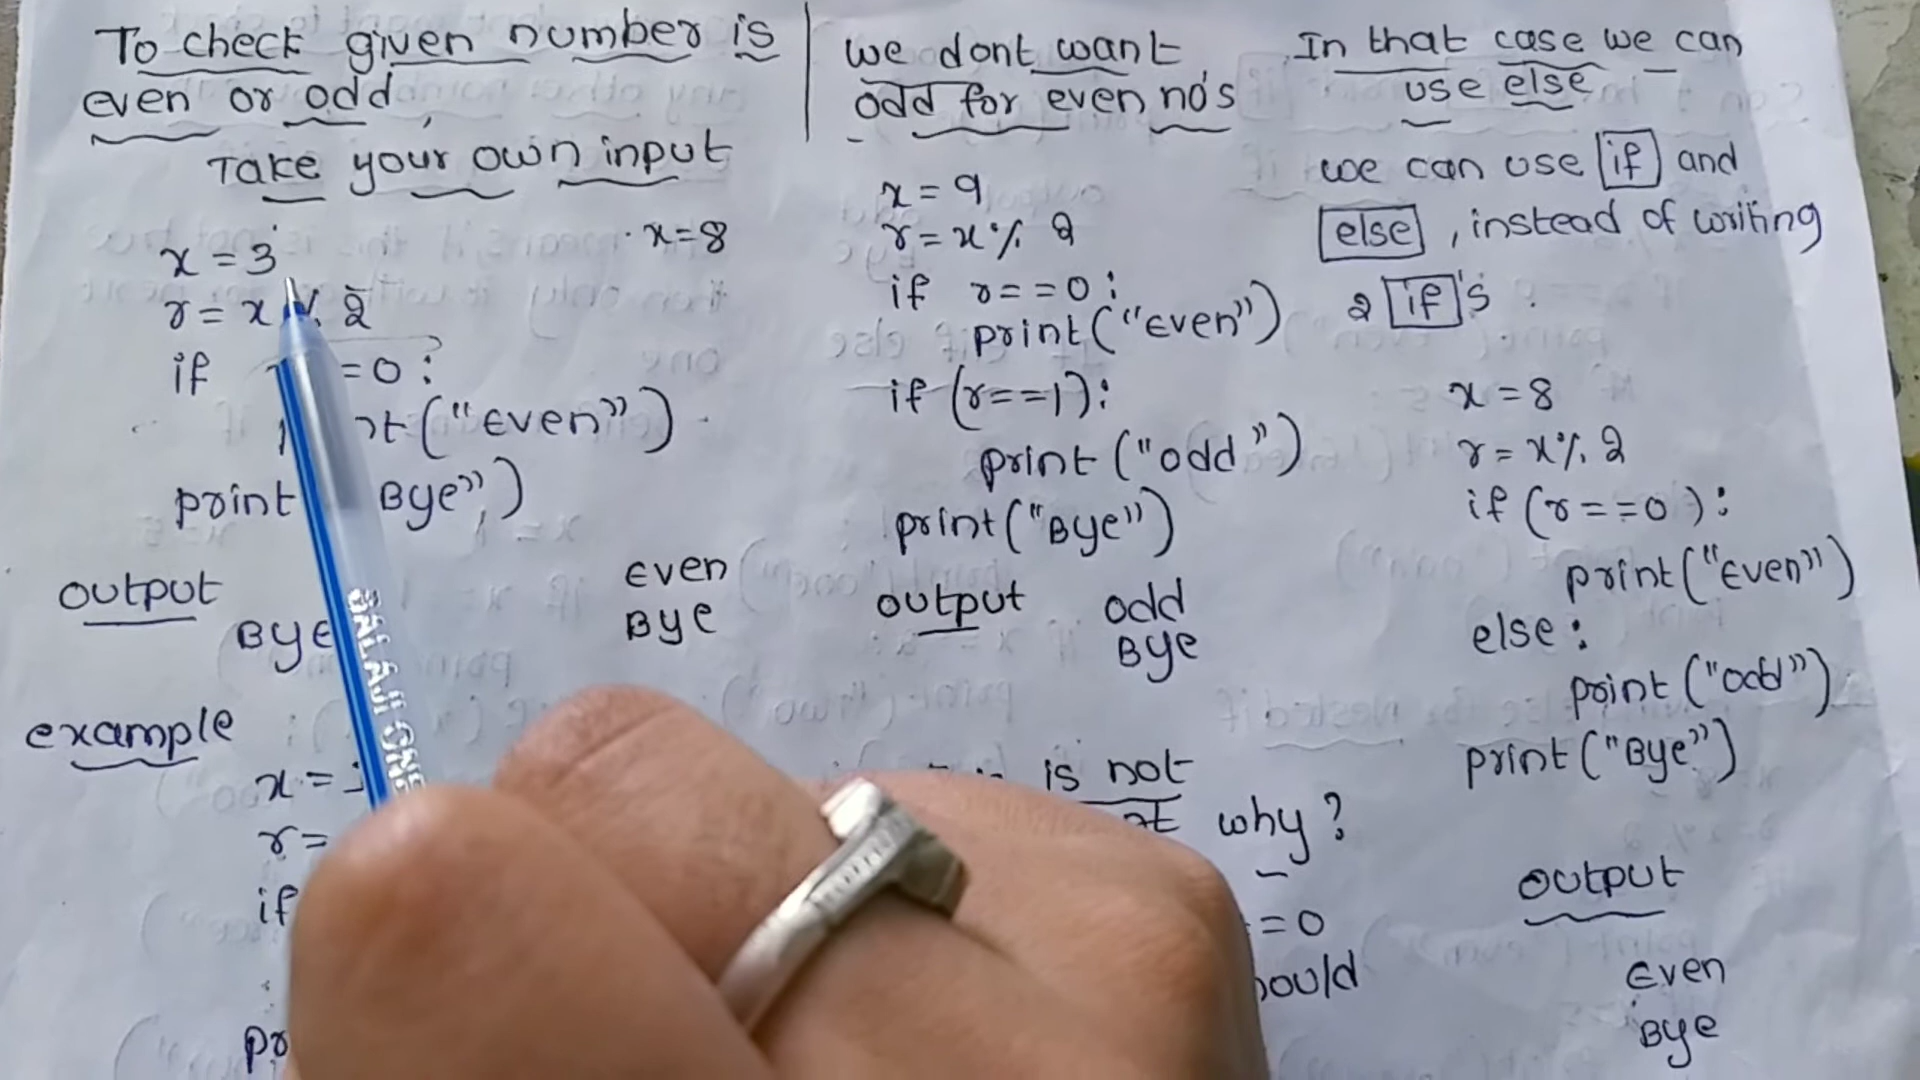 To check given number is
even or odd,
Take your own input
x = 3
x=8
r = x % 2
if =0 :
("Even")
print Bye")
output
Bye
Even
Bye
example
x =
r=
if
we dont want
odd for even no's
x = 9
r = x % 2
if r==0 :
print("Even")
if (r==1):
print ("odd")
print("Bye")
output
odd
Bye
is not
why?
=0
In that case we can
use else
we can use if and
else , instead of writing
2 if's .
x = 8
r = x % 2
if (r==0):
print("Even")
else :
print ("odd")
print("Bye")
output
Even
Bye
BALAJI ONE